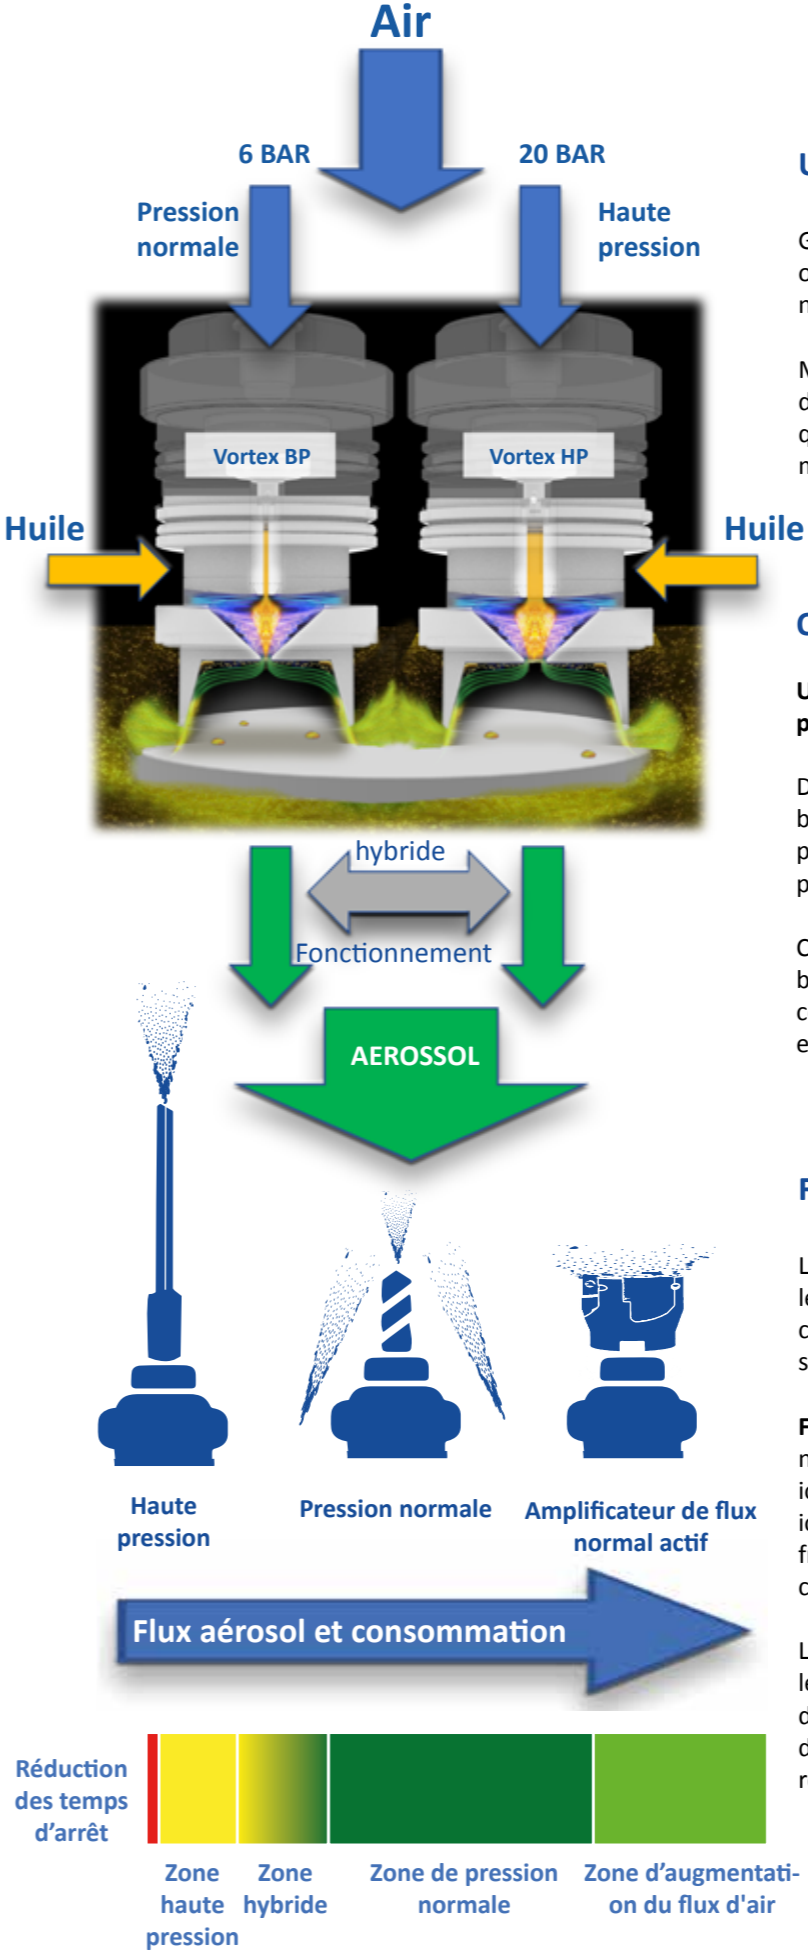 Air
6 BAR
20 BAR
Pression
normale
Haute
pression
Vortex BP
Vortex HP
Huile
Huile
hybride
Fonctionnement
AEROSSOL
Haute
pression
Pression normale
Amplificateur de flux
normal actif
Flux aérosol et consommation
Réduction
des temps
d’arrêt
Zone
haute
pression
Zone
hybride
Zone de pression
normale
Zone d’augmentati-
on du flux d'air